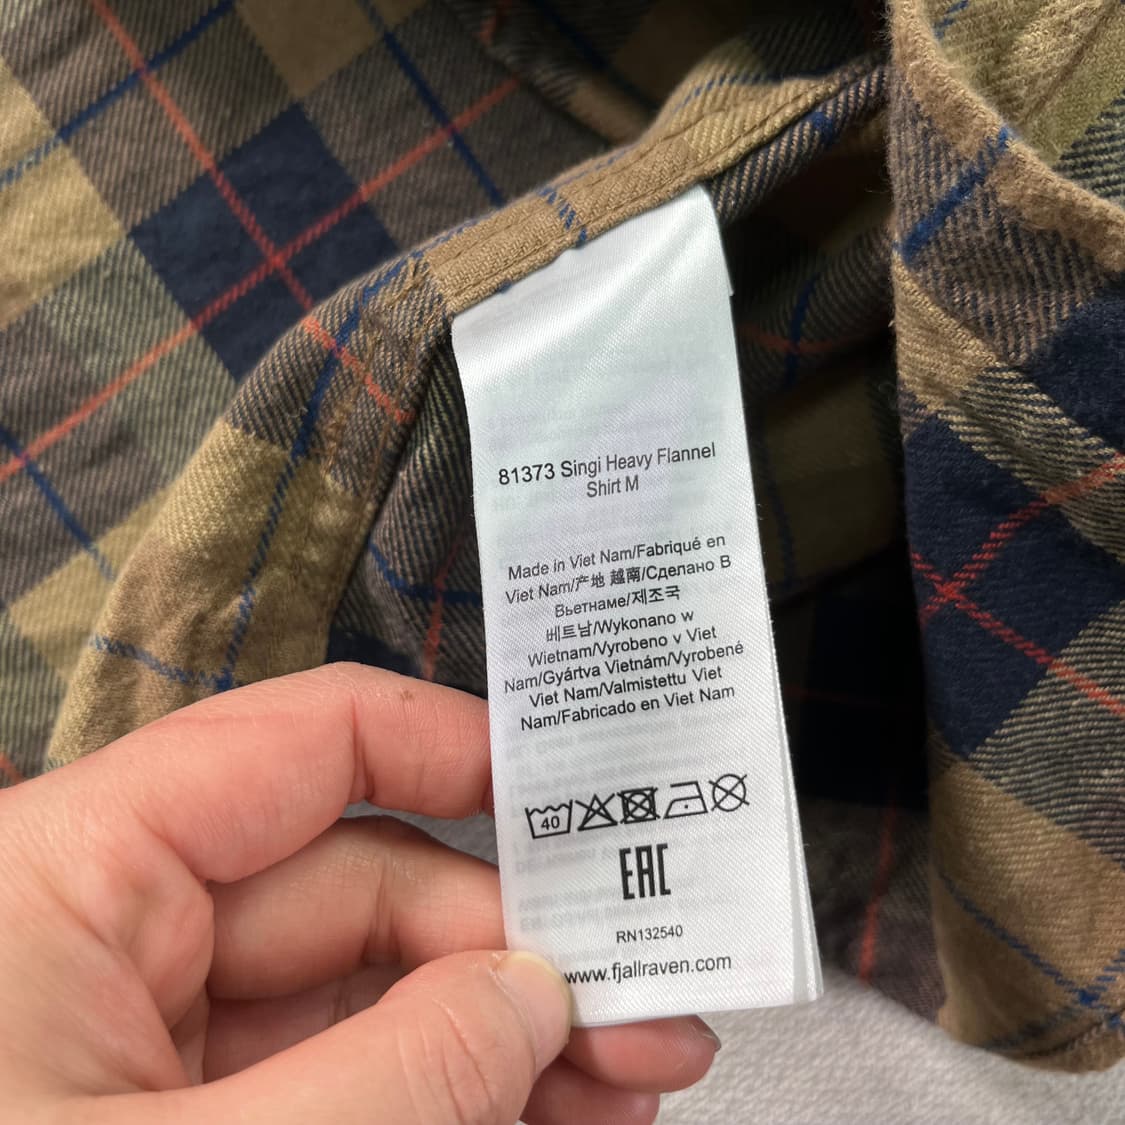 81373 Singi Heavy Flannel
Shirt M
Made in Viet Nam/Fabriqué en
Viet Nam/产地 越南/Сделано В
Вьетнаме/제조국
베트남/Wykonano w
Wietnam/Vyrobeno v Viet
Nam/Gyártva Vietnám/Vyrobené
Viet Nam/Valmistettu Viet
Nam/Fabricado en Viet Nam
40
EAC
RN132540
www.fjallraven.com